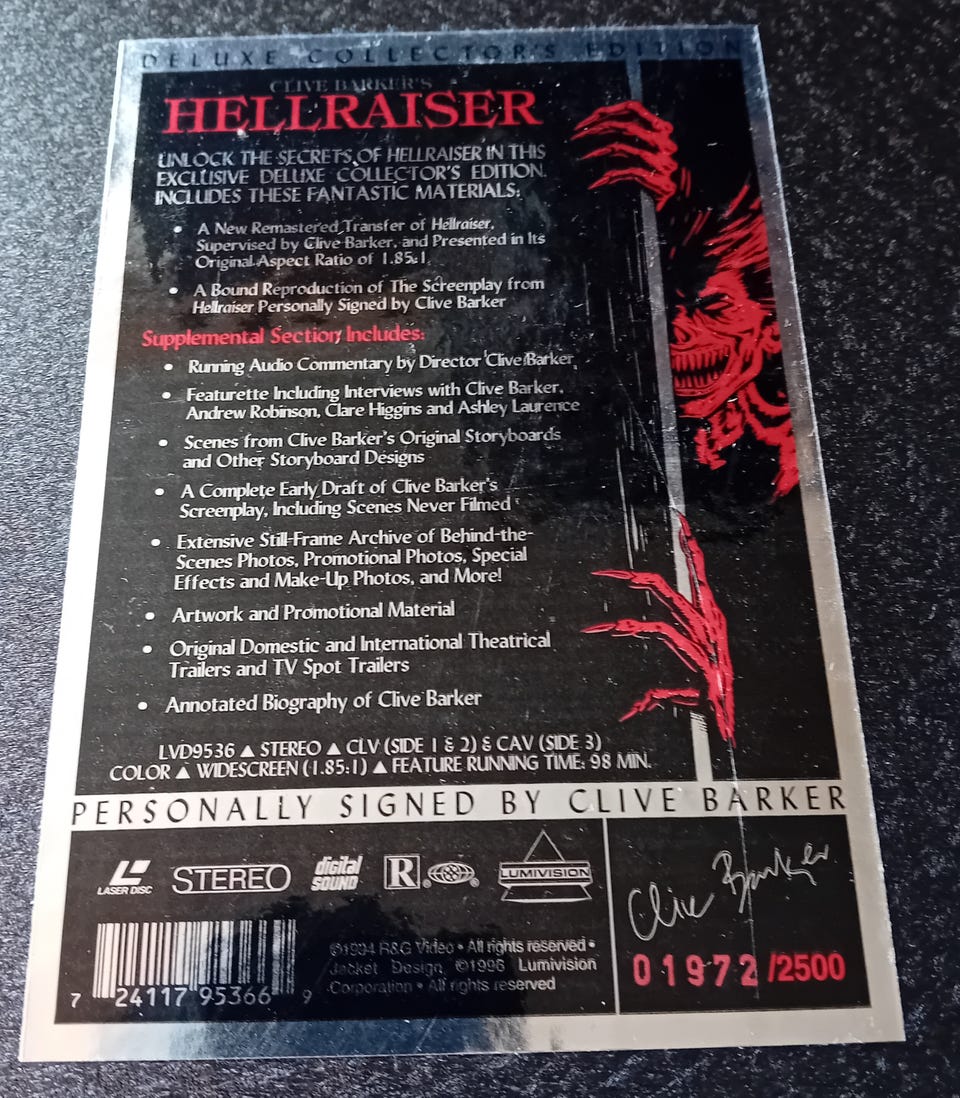 DELUXE COLLECTOR'S EDITION
CLIVE BARKER'S
HELLRAISER
UNLOCK THE SECRETS OF HELLRAISER IN THIS
EXCLUSIVE DELUXE COLLECTOR'S EDITION.
INCLUDES THESE FANTASTIC MATERIALS:
• A New Remastered Transfer of Hellraiser,
Supervised by Clive Barker, and Presented in Its
Original Aspect Ratio of 1.85:1.
• A Bound Reproduction of The Screenplay from
Hellraiser Personally Signed by Clive Barker
Supplemental Section Includes:
• Running Audio Commentary by Director Clive Barker
• Featurette Including Interviews with Clive Barker,
Andrew Robinson, Clare Higgins and Ashley Laurence
• Scenes from Clive Barker's Original Storyboards
and Other Storyboard Designs
• A Complete Early Draft of Clive Barker's
Screenplay, Including Scenes Never Filmed
• Extensive Still-Frame Archive of Behind-the-
Scenes Photos, Promotional Photos, Special
Effects and Make-Up Photos, and More!
• Artwork and Promotional Material
• Original Domestic and International Theatrical
Trailers and TV Spot Trailers
• Annotated Biography of Clive Barker
LVD9536 ▲ STEREO ▲ CLV (SIDE 1 & 2) & CAV (SIDE 3)
COLOR ▲ WIDESCREEN (1.85:1) ▲ FEATURE RUNNING TIME: 98 MIN.
PERSONALLY SIGNED BY CLIVE BARKER
LASER DISC STEREO digital SOUND R LUMIVISION
Clive Barker
01972/2500
©1994 R&G Video • All rights reserved •
Jacket Design ©1996 Lumivision
Corporation • All rights reserved
7 24117 95366 9